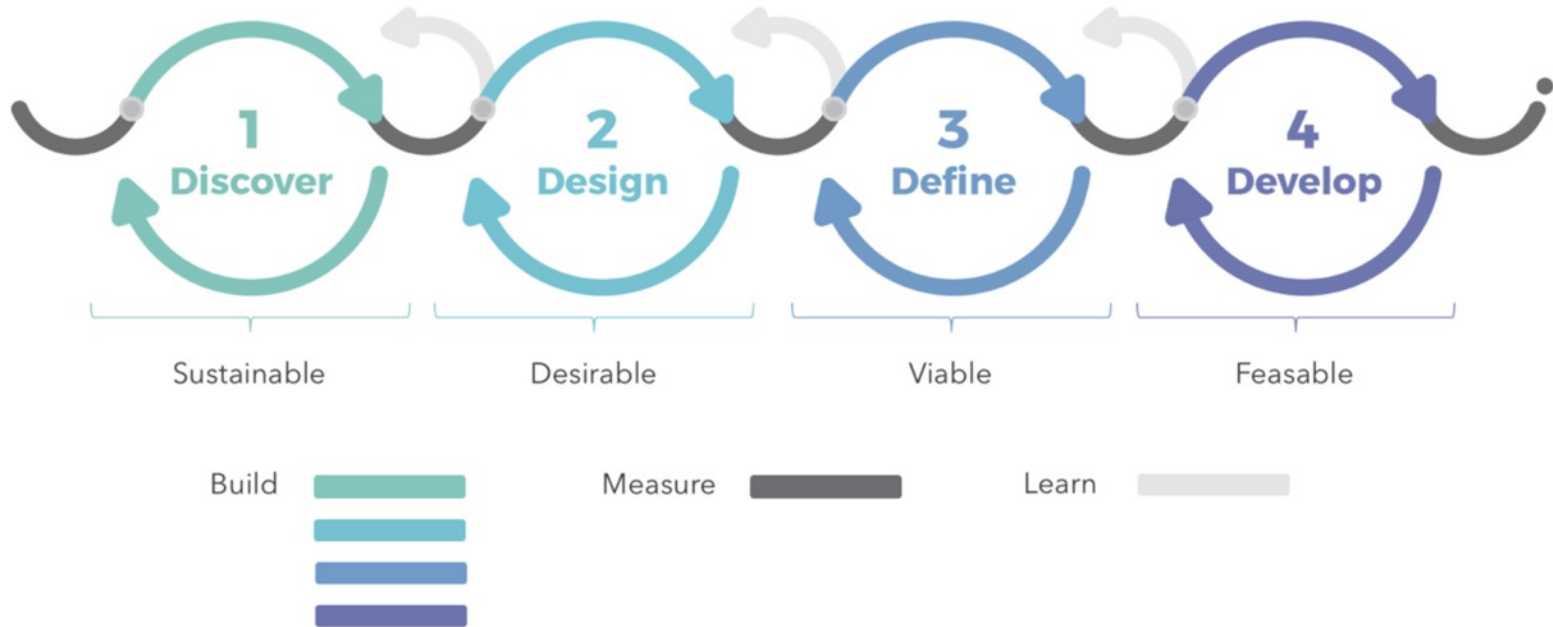 1
Discover
2
Design
3
Define
4
Develop
Sustainable
Desirable
Viable
Feasable
Build
Measure
Learn